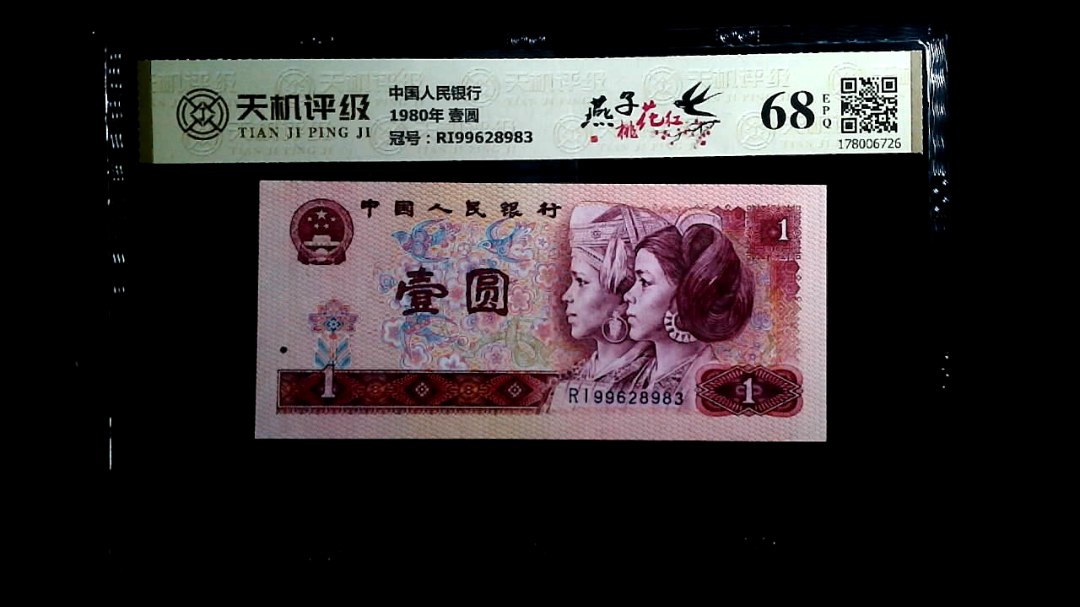 天机评级
TIAN JI PING JI
中国人民银行
1980年 壹圆
冠号：RI99628983
燕子
桃花红
68
EPQ
178006726
中国人民银行
1
壹圆
1
RI99628983
1